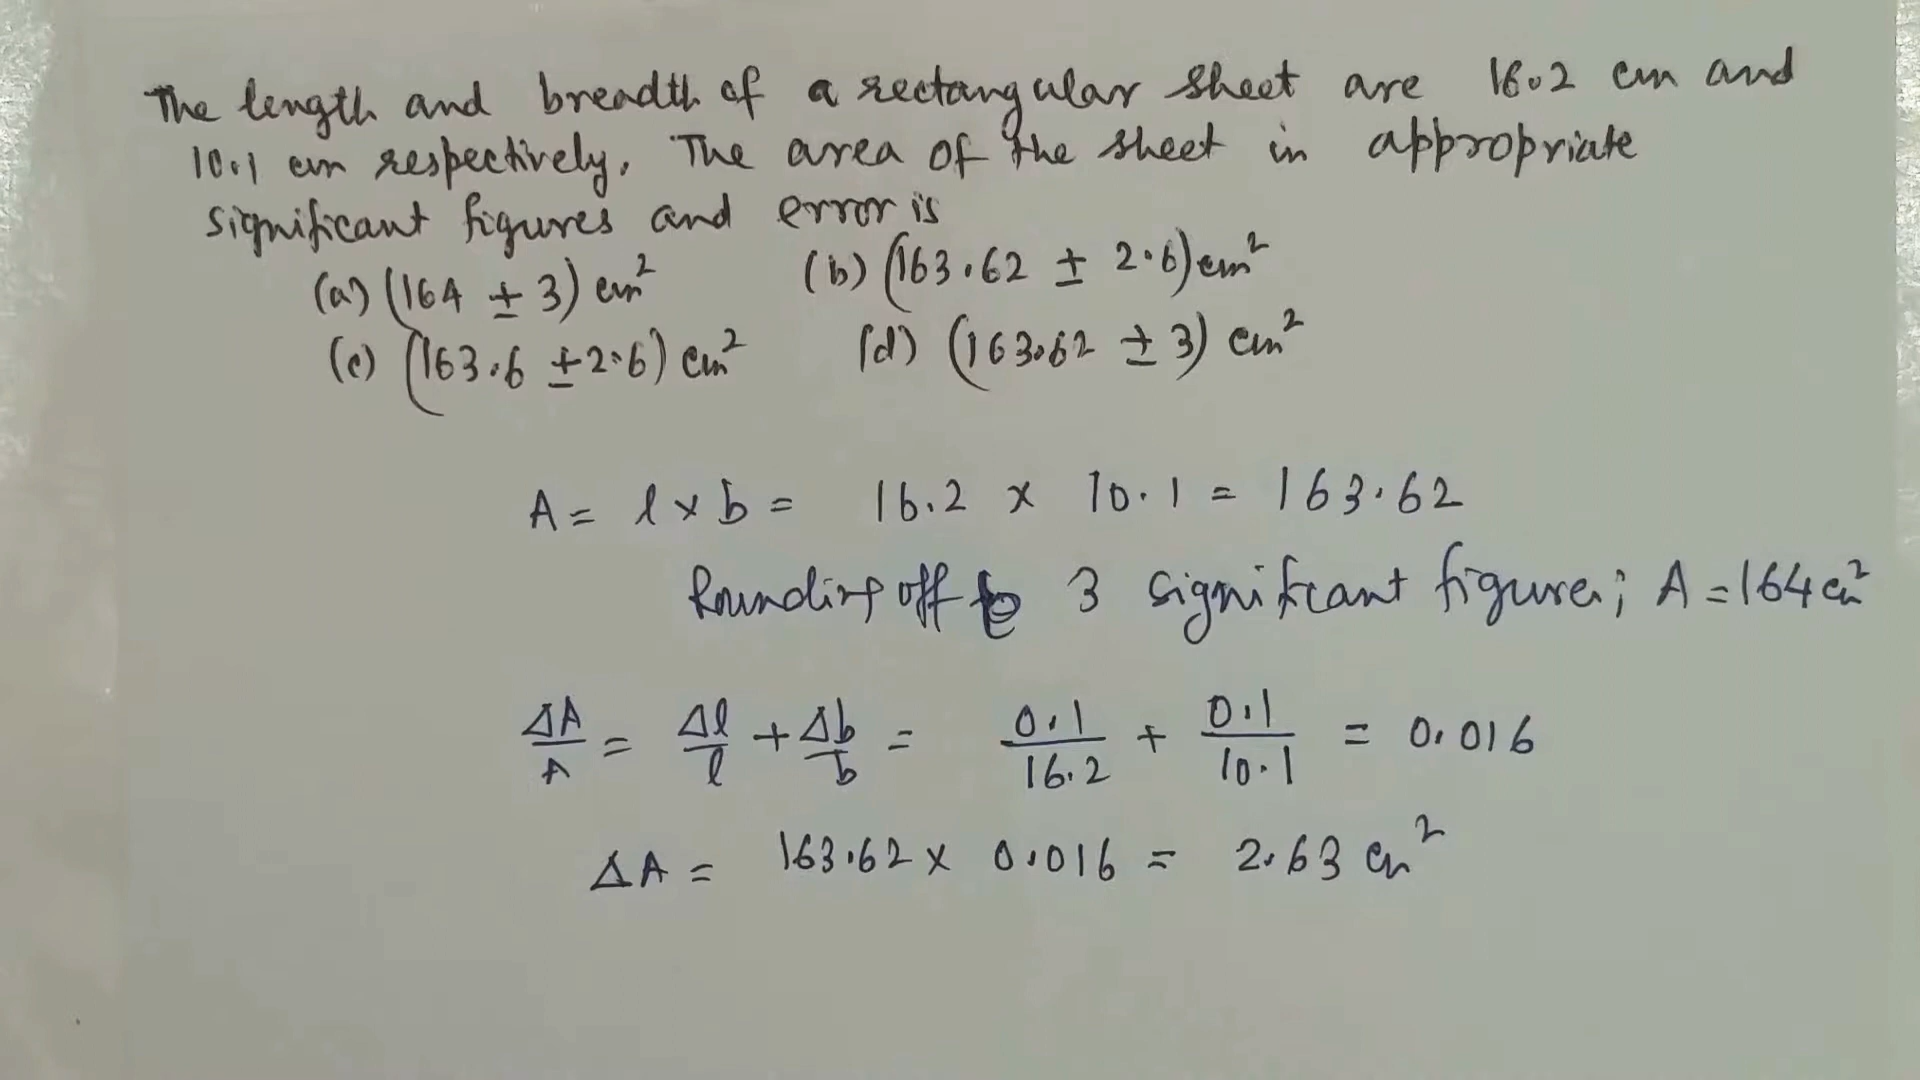 The length and breadth of a rectangular sheet are 16.2 cm and
10.1 cm respectively. The area of the sheet in appropriate
significant figures and error is
(a) (164 ± 3) cm² (b) (163.62 ± 2.6) cm²
(c) (163.6 ± 2.6) cm² (d) (163.62 ± 3) cm²
A = l × b = 16.2 × 10.1 = 163.62
Rounding off to 3 significant figures; A = 164 cm²
ΔA/A = Δl/l + Δb/b = 0.1/16.2 + 0.1/10.1 = 0.016
ΔA = 163.62 × 0.016 = 2.63 cm²